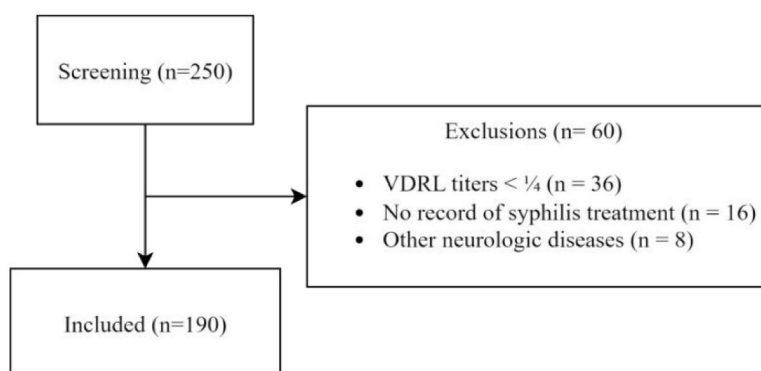 Screening (n=250)
Exclusions (n= 60)
• VDRL titers < ¼ (n = 36)
• No record of syphilis treatment (n = 16)
• Other neurologic diseases (n = 8)
Included (n=190)